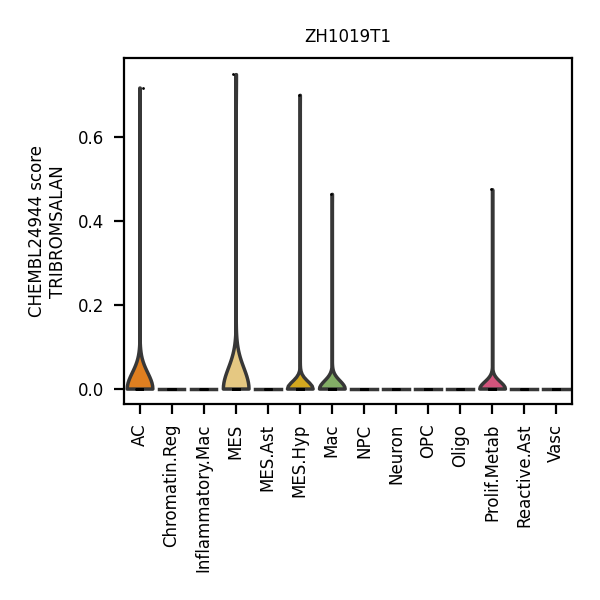 ZH1019T1
CHEMBL24944 score
TRIBROMSALAN
0.6
0.4
0.2
0.0
AC
Chromatin.Reg
Inflammatory.Mac
MES
MES.Ast
MES.Hyp
Mac
NPC
Neuron
OPC
Oligo
Prolif.Metab
Reactive.Ast
Vasc